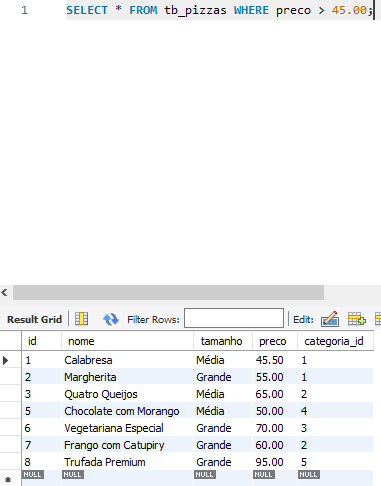 1 SELECT * FROM tb_pizzas WHERE preco > 45.00;
Result Grid Filter Rows: Edit:
id nome tamanho preco categoria_id
1 Calabresa Média 45.50 1
2 Margherita Grande 55.00 1
3 Quatro Queijos Média 65.00 2
5 Chocolate com Morango Média 50.00 4
6 Vegetariana Especial Grande 70.00 3
7 Frango com Catupiry Grande 60.00 2
8 Trufada Premium Grande 95.00 5
NULL NULL NULL NULL NULL